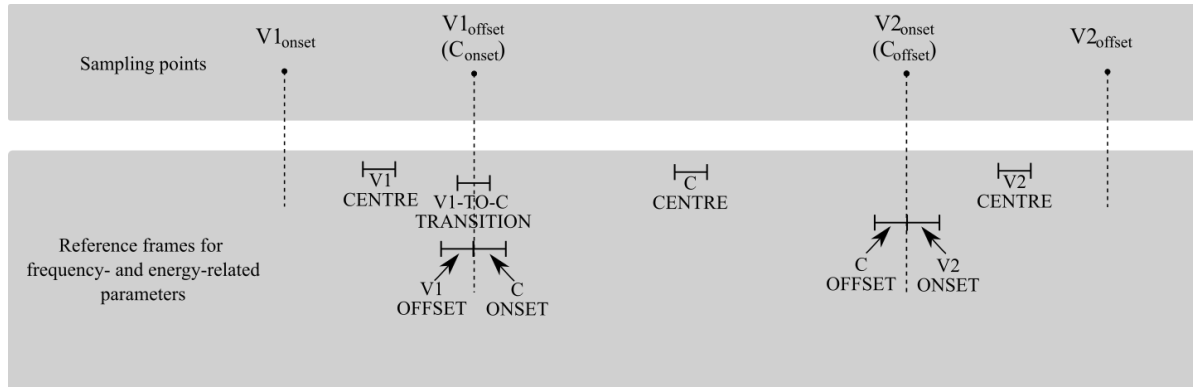 V1onset
V1offset
(Conset)
V2onset
(Coffset)
V2offset
Sampling points
V1
CENTRE
V1-TO-C
TRANSITION
C
CENTRE
V2
CENTRE
Reference frames for
frequency- and energy-related
parameters
V1
OFFSET
C
ONSET
C
OFFSET
V2
ONSET